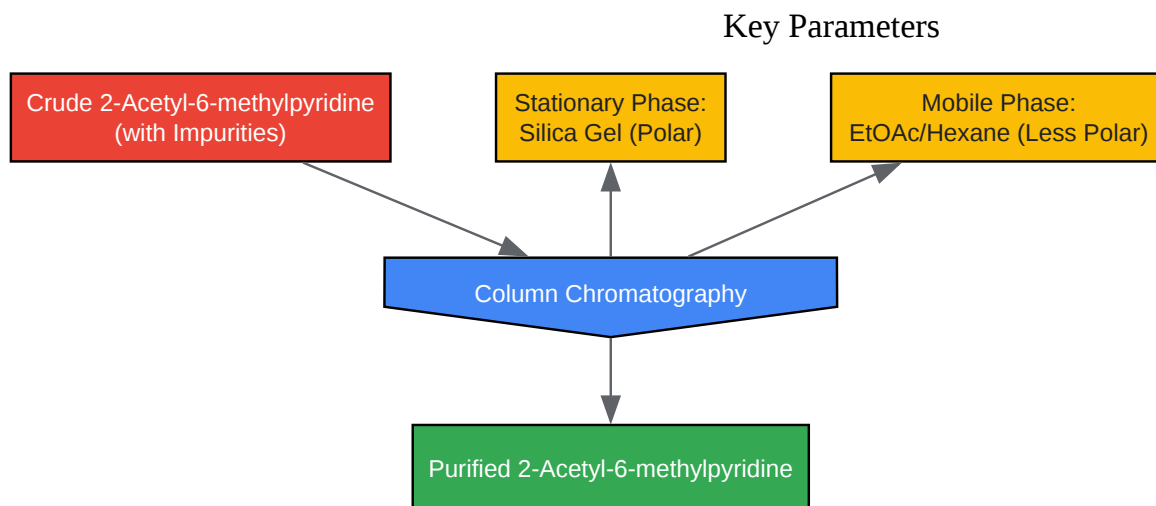 Key Parameters
Crude 2-Acetyl-6-methylpyridine
(with Impurities)
Stationary Phase:
Silica Gel (Polar)
Mobile Phase:
EtOAc/Hexane (Less Polar)
Column Chromatography
Purified 2-Acetyl-6-methylpyridine